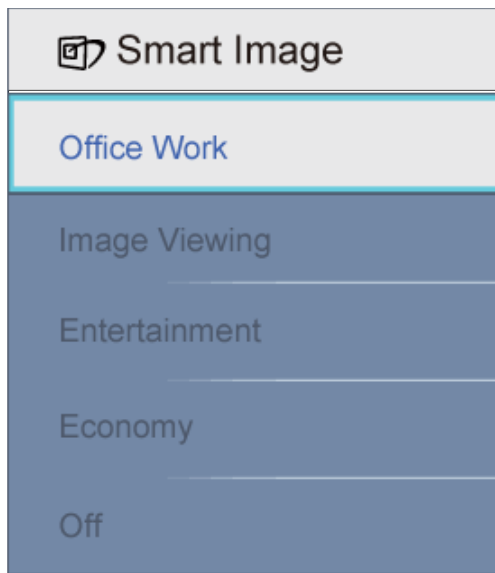 Smart Image
Office Work
Image Viewing
Entertainment
Economy
Off